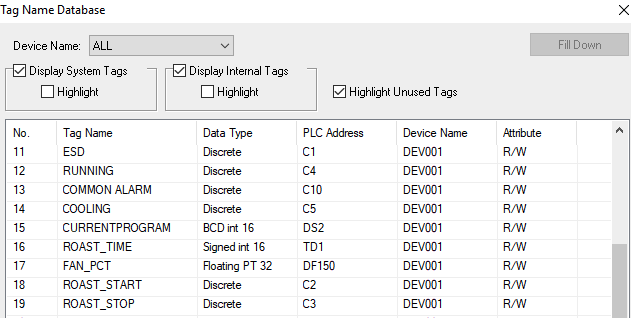 Tag Name Database
Device Name: ALL Fill Down
Display System Tags Display Internal Tags
Highlight Highlight Highlight Unused Tags
No. Tag Name Data Type PLC Address Device Name Attribute
11 ESD Discrete C1 DEV001 R/W
12 RUNNING Discrete C4 DEV001 R/W
13 COMMON ALARM Discrete C10 DEV001 R/W
14 COOLING Discrete C5 DEV001 R/W
15 CURRENTPROGRAM BCD int 16 DS2 DEV001 R/W
16 ROAST_TIME Signed int 16 TD1 DEV001 R/W
17 FAN_PCT Floating PT 32 DF150 DEV001 R/W
18 ROAST_START Discrete C2 DEV001 R/W
19 ROAST_STOP Discrete C3 DEV001 R/W